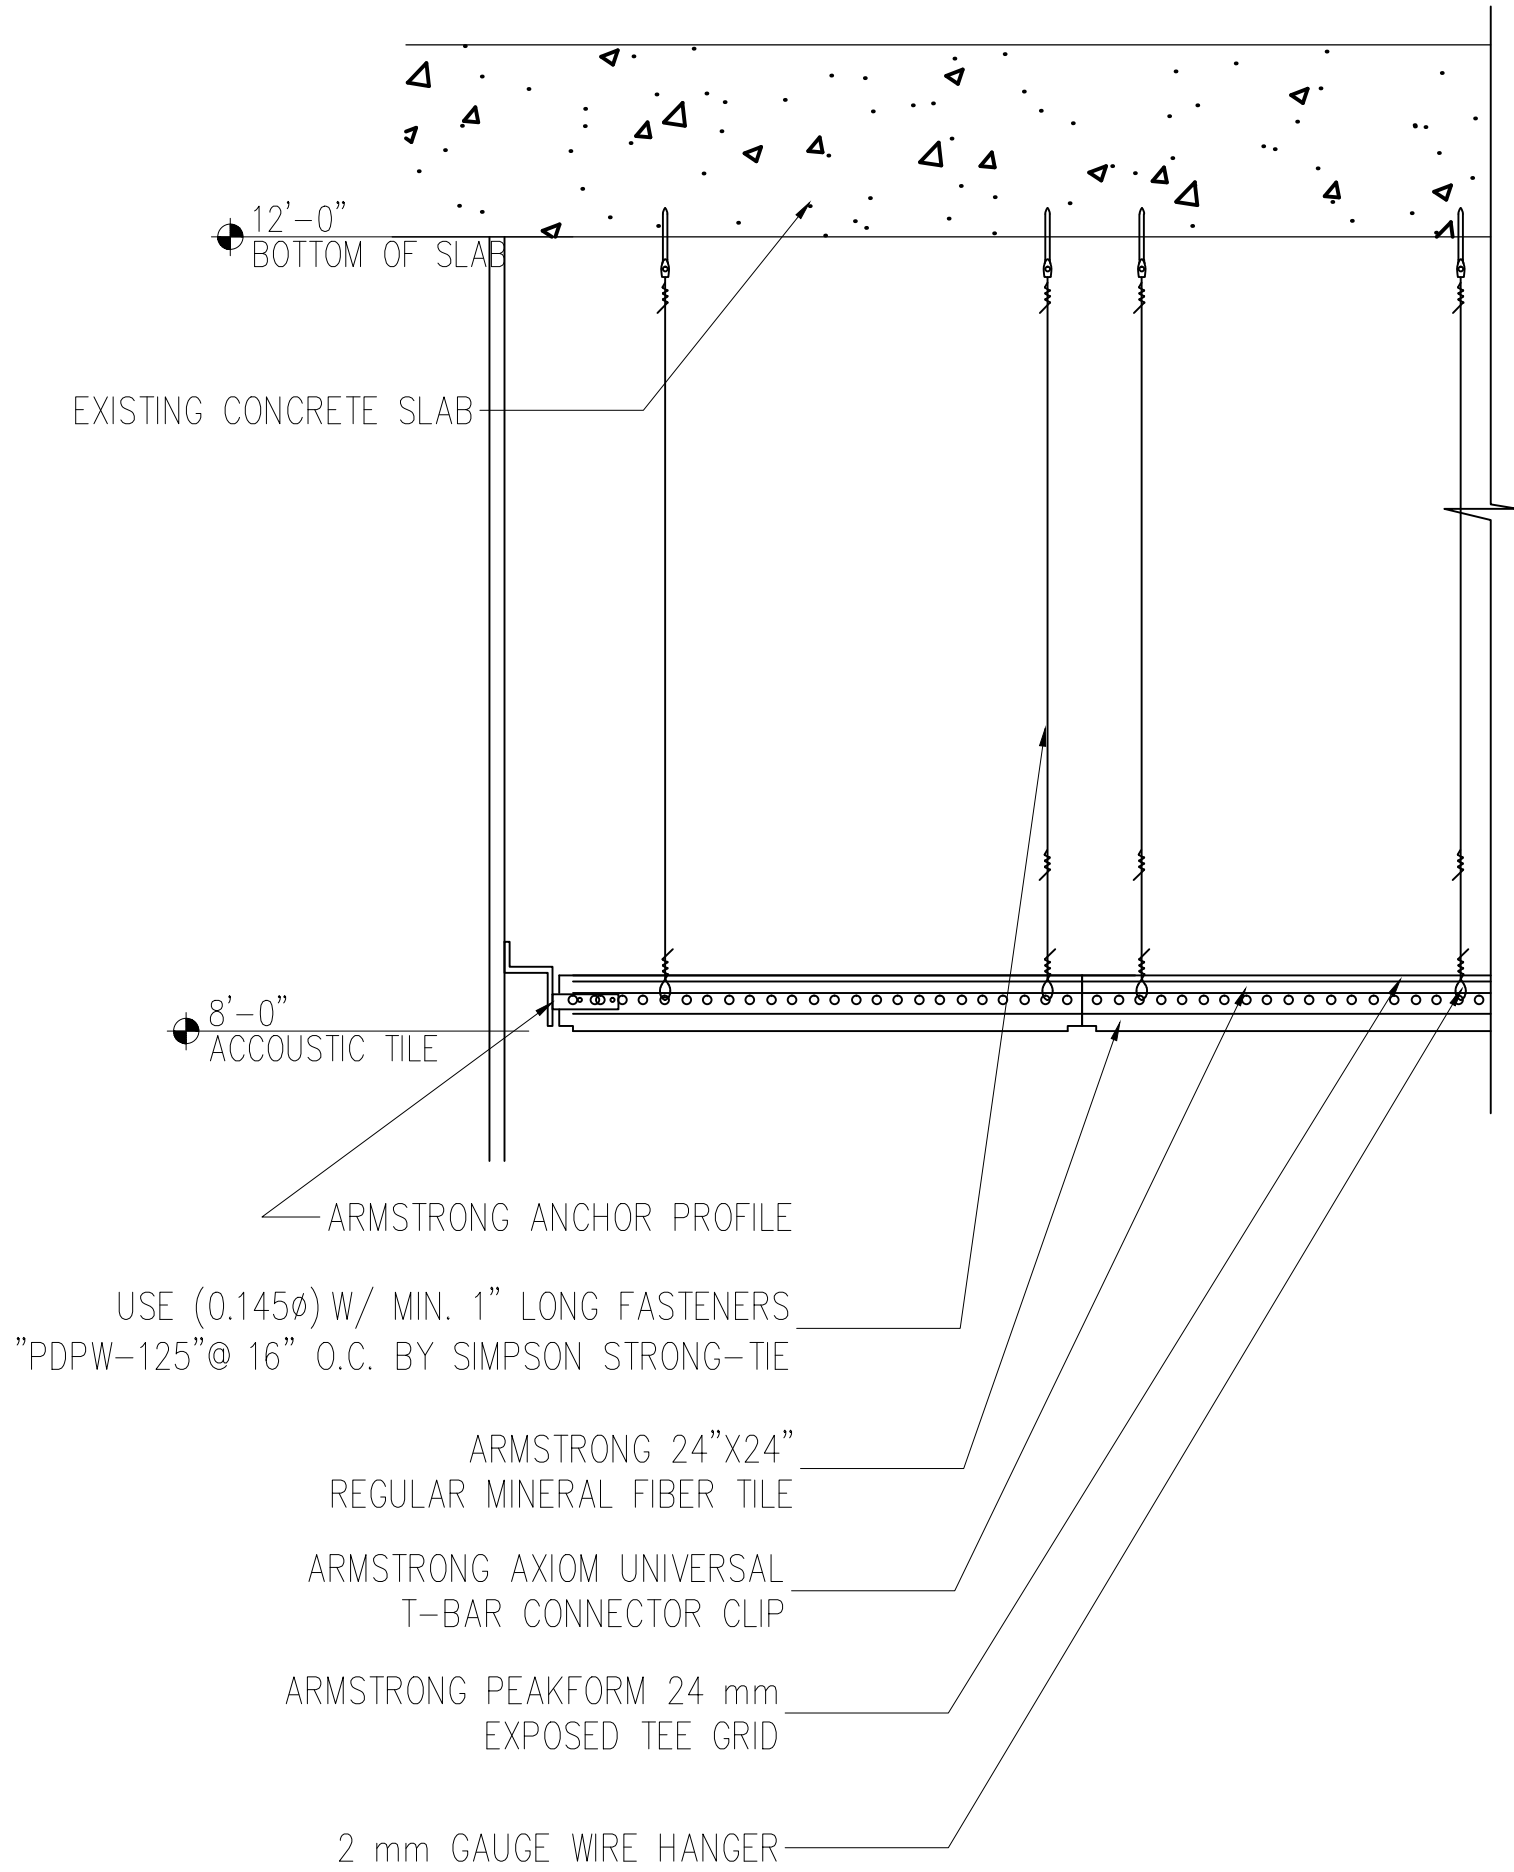 12'-0"
BOTTOM OF SLAB
EXISTING CONCRETE SLAB
8'-0"
ACCOUSTIC TILE
ARMSTRONG ANCHOR PROFILE
USE (0.145ø) W/ MIN. 1" LONG FASTENERS
"PDPW-125"@ 16" O.C. BY SIMPSON STRONG-TIE
ARMSTRONG 24"X24"
REGULAR MINERAL FIBER TILE
ARMSTRONG AXIOM UNIVERSAL
T-BAR CONNECTOR CLIP
ARMSTRONG PEAKFORM 24 mm
EXPOSED TEE GRID
2 mm GAUGE WIRE HANGER